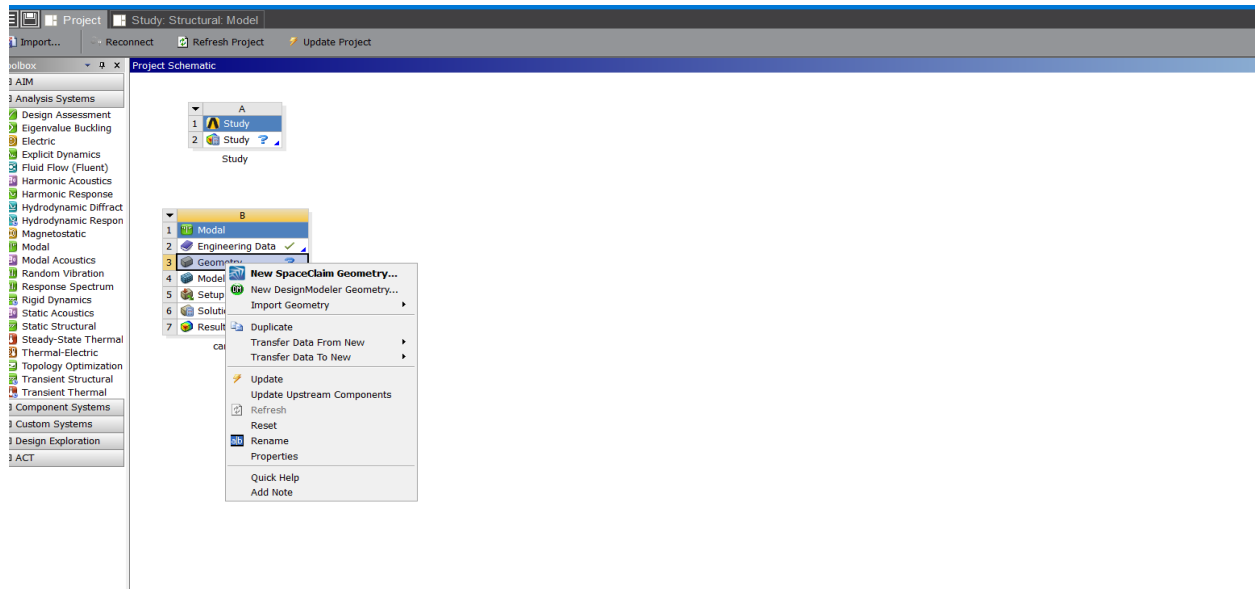 Project Study: Structural: Model
Import... Reconnect Refresh Project Update Project
Project Schematic
AIM
Analysis Systems
Design Assessment
Eigenvalue Buckling
Electric
Explicit Dynamics
Fluid Flow (Fluent)
Harmonic Acoustics
Harmonic Response
Hydrodynamic Diffract
Hydrodynamic Respon
Magnetostatic
Modal
Modal Acoustics
Random Vibration
Response Spectrum
Rigid Dynamics
Static Acoustics
Static Structural
Steady-State Thermal
Thermal-Electric
Topology Optimization
Transient Structural
Transient Thermal
Component Systems
Custom Systems
Design Exploration
ACT
A
1 Study
2 Study ?
Study
B
1 Modal
2 Engineering Data
3 Geometry ?
4 Model
5 Setup
6 Soluti
7 Result
New SpaceClaim Geometry...
New DesignModeler Geometry...
Import Geometry
Duplicate
Transfer Data From New
Transfer Data To New
Update
Update Upstream Components
Refresh
Reset
Rename
Properties
Quick Help
Add Note